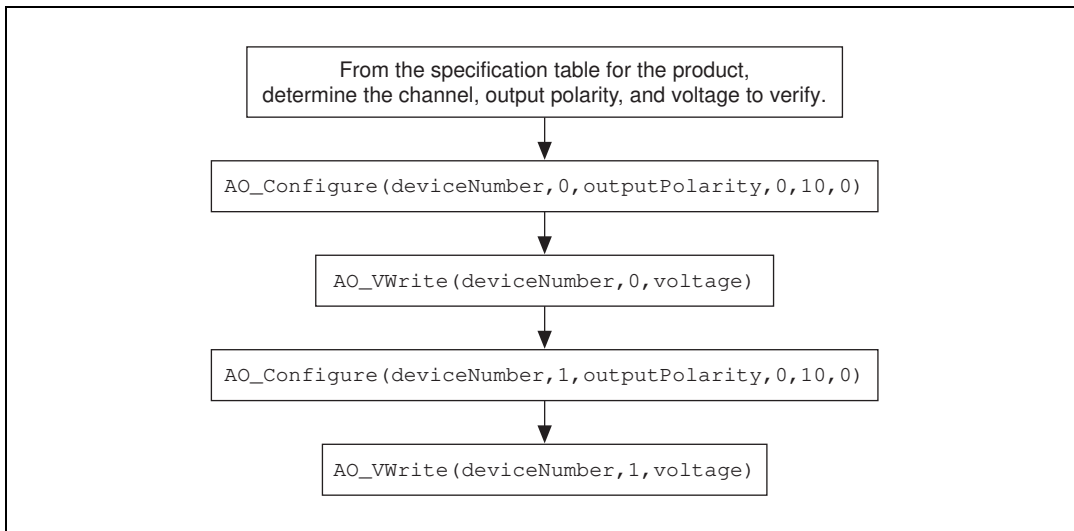 From the specification table for the product,
determine the channel, output polarity, and voltage to verify.
AO_Configure(deviceNumber,0,outputPolarity,0,10,0)
AO_VWrite(deviceNumber,0,voltage)
AO_Configure(deviceNumber,1,outputPolarity,0,10,0)
AO_VWrite(deviceNumber,1,voltage)